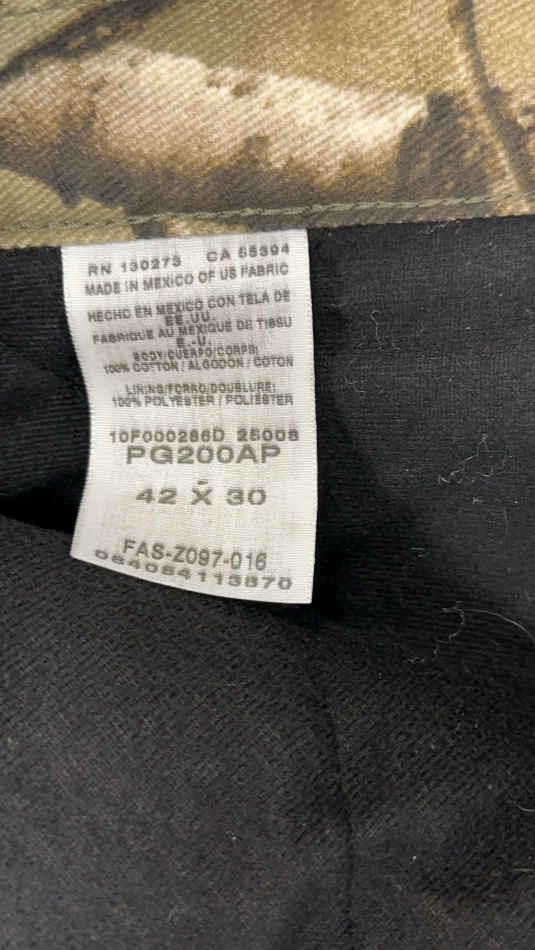 RN 130273 CA 55394
MADE IN MEXICO OF US FABRIC
HECHO EN MEXICO CON TELA DE
EE.UU.
FABRIQUE AU MEXIQUE DE TISSU
E.-U.
BODY/CUERPO/CORPS:
100% COTTON / ALGODON / COTON
LINING/FORRO/DOUBLURE:
100% POLYESTER / POLIESTER
10F000286D 25008
PG200AP
42 X 30
FAS-Z097-016
084084113870